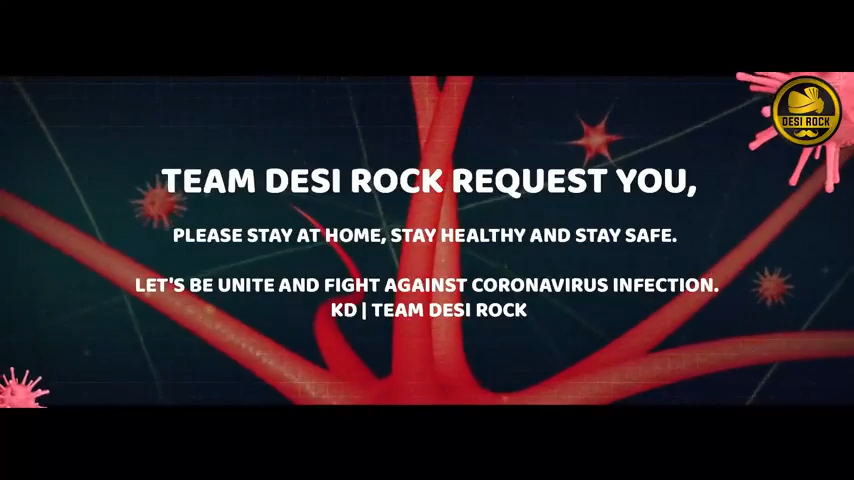 DESI ROCK
TEAM DESI ROCK REQUEST YOU,
PLEASE STAY AT HOME, STAY HEALTHY AND STAY SAFE.
LET'S BE UNITE AND FIGHT AGAINST CORONAVIRUS INFECTION.
KD | TEAM DESI ROCK